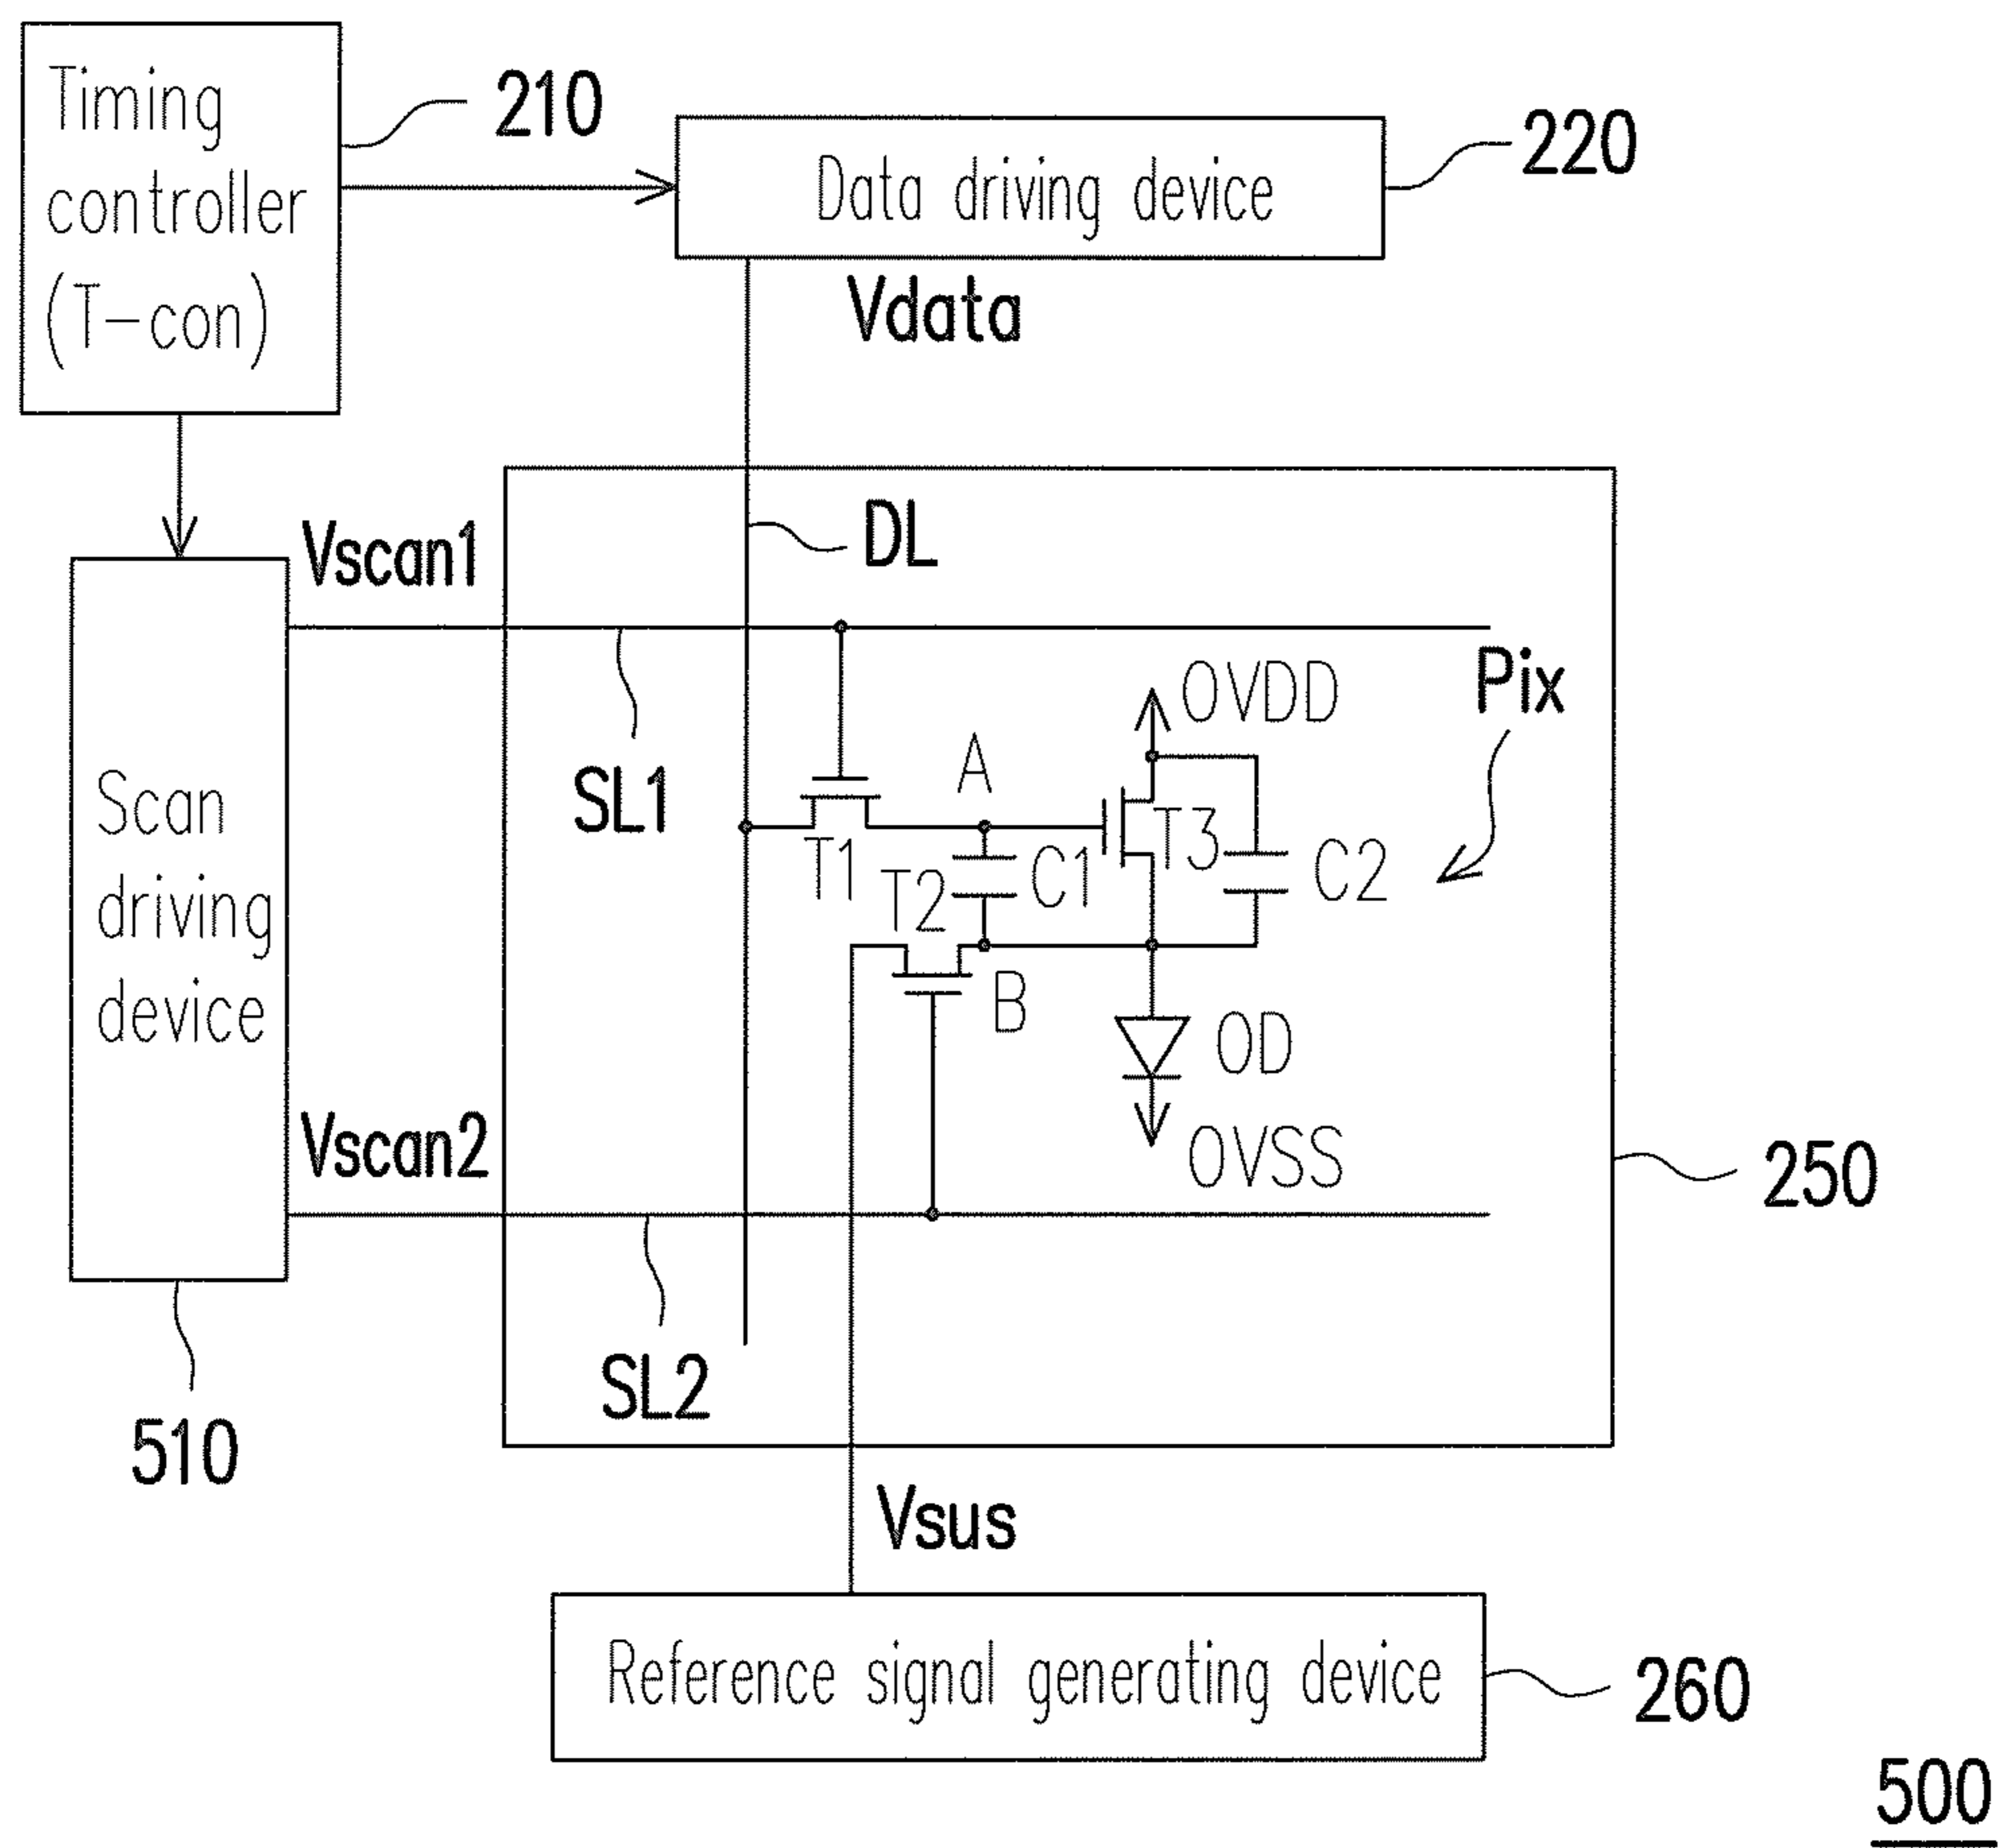 Timing
controller
(T-con)
210
Data driving device
220
Vdata
DL
Vscan1
SL1
OVDD
Pix
A
T1
T2
C1
T3
C2
B
Scan
driving
device
OD
OVSS
Vscan2
250
SL2
510
Vsus
Reference signal generating device
260
500